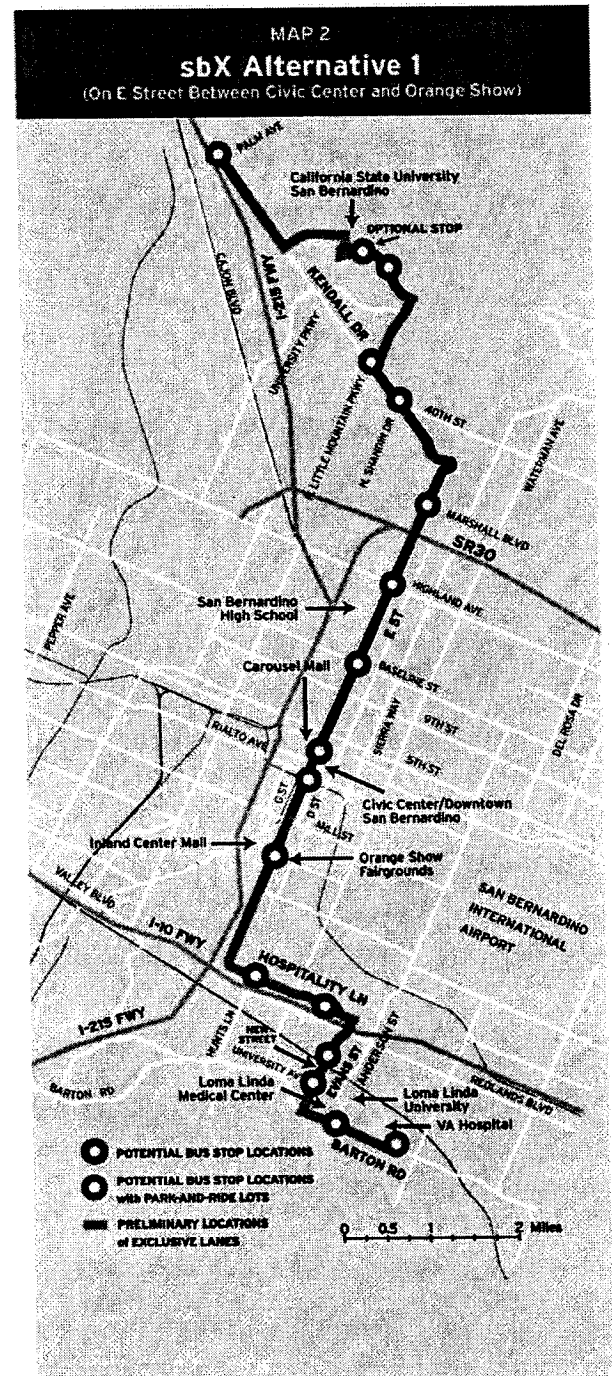 MAP 2
sbX Alternative 1
(On E Street Between Civic Center and Orange Show)
PALM AVE
California State University
San Bernardino
OPTIONAL STOP
CAJON BLVD
I-215 FWY
KENDALL DR
UNIVERSITY PKWY
LITTLE MOUNTAIN PKWY
N. SHANDIN DR
40TH ST
WATERMAN AVE
MARSHALL BLVD
SR30
HIGHLAND AVE
San Bernardino
High School
E ST
PEPPER AVE
Carousel Mall
BASELINE ST
SIERRA WAY
9TH ST
DEL ROSA DR
RIALTO AVE
5TH ST
G ST
D ST
Civic Center/Downtown
San Bernardino
MILL ST
Inland Center Mall
Orange Show
Fairgrounds
VALLEY BLVD
SAN BERNARDINO
INTERNATIONAL
AIRPORT
I-10 FWY
HOSPITALITY LN
I-215 FWY
HUNTS LN
NEW
STREET
EVANS ST
ANDERSON ST
UNIVERSITY AV
REDLANDS BLVD
BARTON RD
Loma Linda
Medical Center
Loma Linda
University
VA Hospital
BARTON RD
POTENTIAL BUS STOP LOCATIONS
POTENTIAL BUS STOP LOCATIONS
with PARK-AND-RIDE LOTS
PRELIMINARY LOCATIONS
of EXCLUSIVE LANES
0 0.5 1 2 Miles